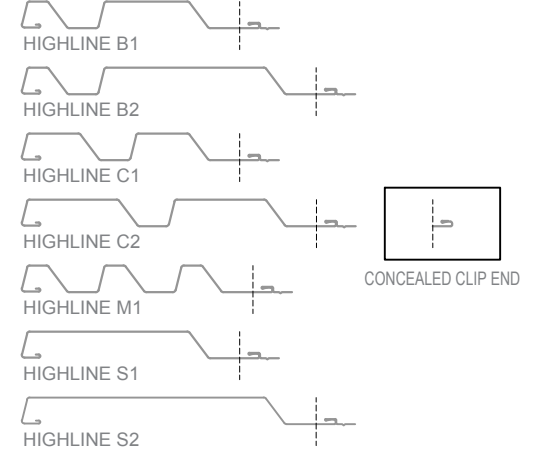 HIGHLINE B1
HIGHLINE B2
HIGHLINE C1
HIGHLINE C2
CONCEALED CLIP END
HIGHLINE M1
HIGHLINE S1
HIGHLINE S2